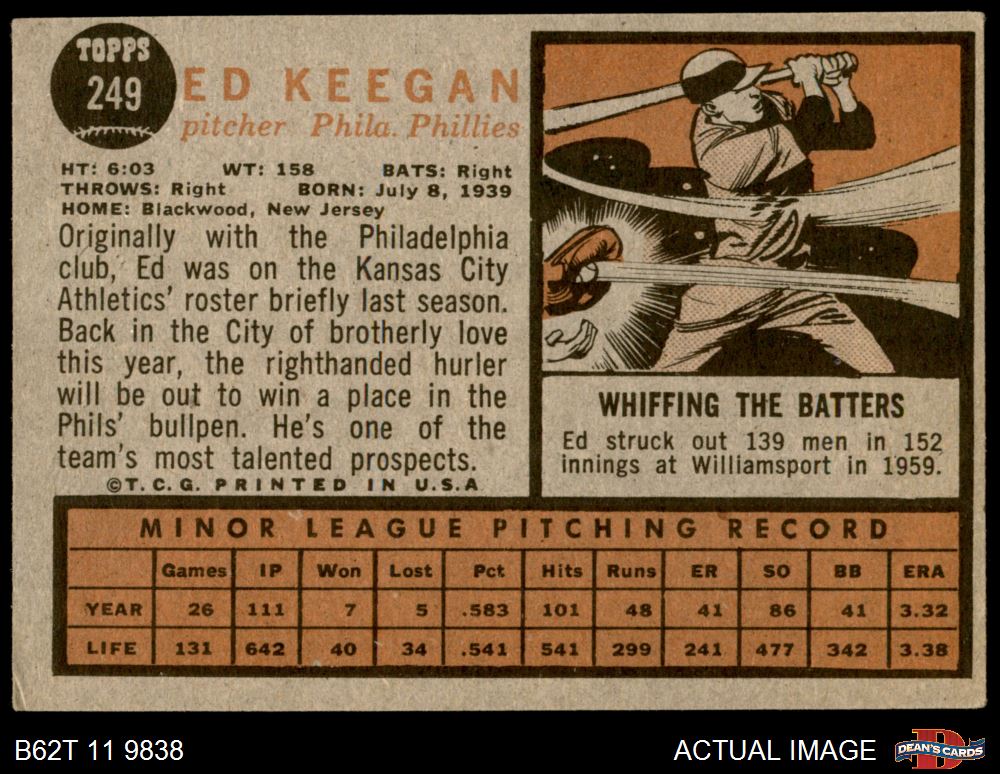 TOPPS
249
ED KEEGAN
pitcher Phila. Phillies
HT: 6:03 WT: 158 BATS: Right
THROWS: Right BORN: July 8, 1939
HOME: Blackwood, New Jersey
Originally with the Philadelphia
club, Ed was on the Kansas City
Athletics' roster briefly last season.
Back in the City of brotherly love
this year, the righthanded hurler
will be out to win a place in the
Phils' bullpen. He's one of the
team's most talented prospects.
©T.C.G. PRINTED IN U.S.A
WHIFFING THE BATTERS
Ed struck out 139 men in 152
innings at Williamsport in 1959.
MINOR LEAGUE PITCHING RECORD
Games IP Won Lost Pct Hits Runs ER SO BB ERA
YEAR 26 111 7 5 .583 101 48 41 86 41 3.32
LIFE 131 642 40 34 .541 541 299 241 477 342 3.38
B62T 11 9838
ACTUAL IMAGE
D
DEAN'S CARDS